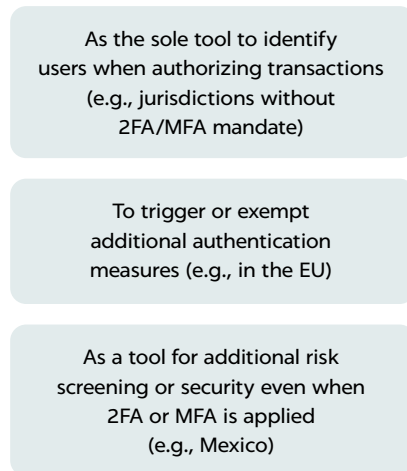 As the sole tool to identify
users when authorizing transactions
(e.g., jurisdictions without
2FA/MFA mandate)
To trigger or exempt
additional authentication
measures (e.g., in the EU)
As a tool for additional risk
screening or security even when
2FA or MFA is applied
(e.g., Mexico)